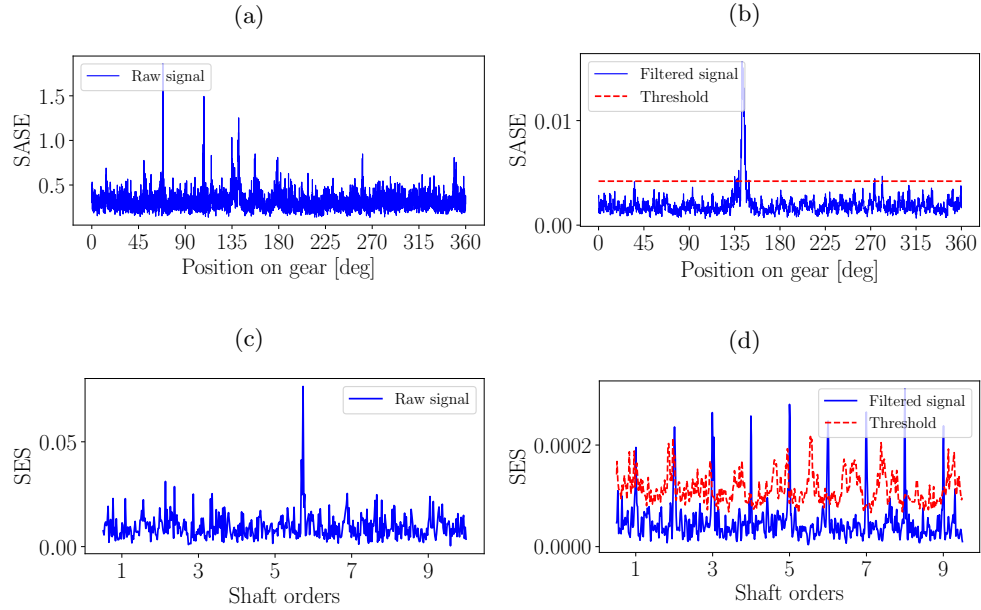 (a)
Raw signal
SASE
1.5
1.0
0.5
0 45 90 135 180 225 270 315 360
Position on gear [deg]
(b)
Filtered signal
Threshold
SASE
0.01
0.00
0 45 90 135 180 225 270 315 360
Position on gear [deg]
(c)
Raw signal
SES
0.05
0.00
1 3 5 7 9
Shaft orders
(d)
Filtered signal
Threshold
SES
0.0002
0.0000
1 3 5 7 9
Shaft orders